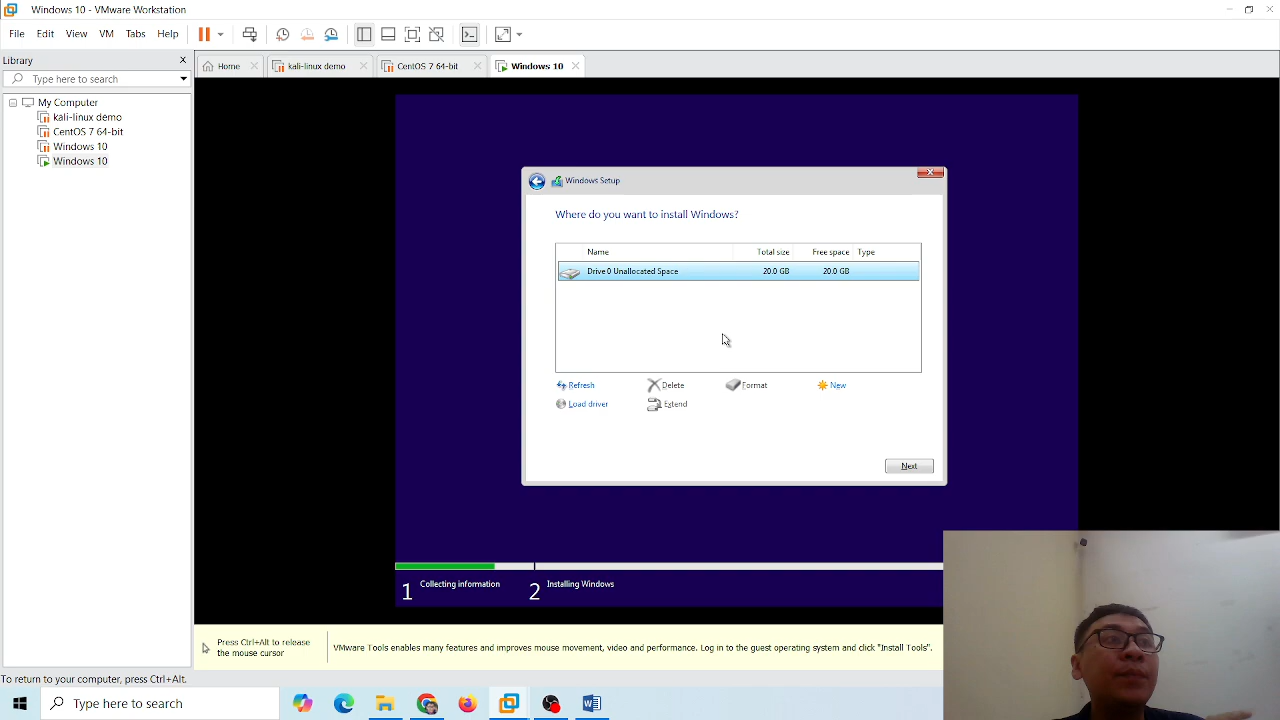 Windows 10 - VMware Workstation
File Edit View VM Tabs Help
Library
Type here to search
My Computer
kali-linux demo
CentOS 7 64-bit
Windows 10
Windows 10
Home kali-linux demo CentOS 7 64-bit Windows 10
Windows Setup
Where do you want to install Windows?
Name Total size Free space Type
Drive 0 Unallocated Space 20.0 GB 20.0 GB
Refresh Delete Format New
Load driver Extend
Next
1 Collecting information 2 Installing Windows
Press Ctrl+Alt to release
the mouse cursor
VMware Tools enables many features and improves mouse movement, video and performance. Log in to the guest operating system and click "Install Tools".
To return to your computer, press Ctrl+Alt.
Type here to search